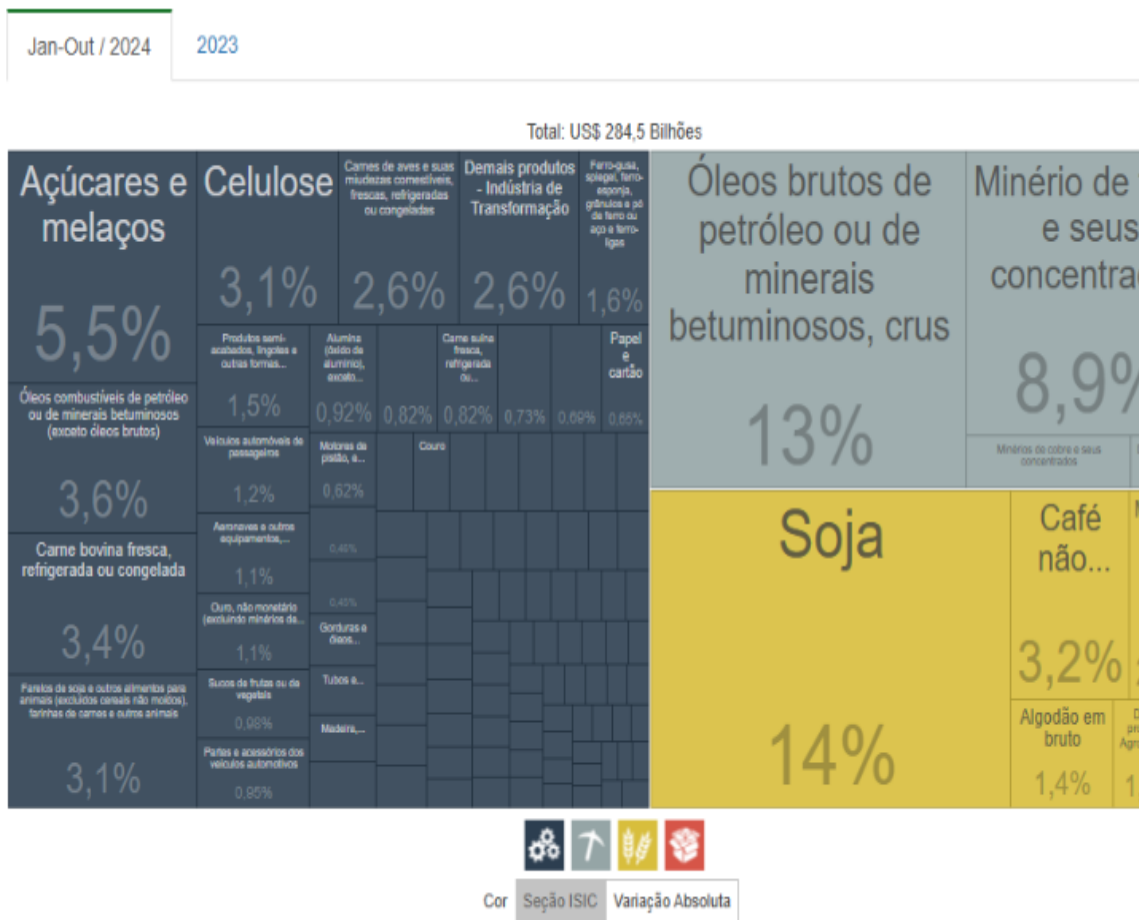 Jan-Out / 2024
2023
Total: US$ 284,5 Bilhões
Açúcares e
melaços
5,5%
Óleos combustíveis de petróleo
ou de minerais betuminosos
(exceto óleos brutos)
3,6%
Carne bovina fresca,
refrigerada ou congelada
3,4%
Farelos de soja e outros alimentos para
animais (excluídos cereais não moídos),
farinhas de carnes e outros animais
3,1%
Celulose
3,1%
Carnes de aves e suas
miudezas comestíveis,
frescas, refrigeradas
ou congeladas
2,6%
Demais produtos
- Indústria de
Transformação
2,6%
Ferro-gusa,
spiegel, ferro-
esponja,
grânulos e pó
de ferro ou
aço e ferro-
ligas
1,6%
Produtos semi-
acabados, lingotes e
outras formas...
1,5%
Veículos automóveis de
passageiros
1,2%
Aeronaves e outros
equipamentos,...
1,1%
Ouro, não monetário
(excluindo minérios de...
1,1%
Sucos de frutas ou de
vegetais
0,98%
Partes e acessórios dos
veículos automotivos
0,95%
Alumina
(óxido de
alumínio),
exceto...
0,92%
0,82%
Carne suína
fresca,
refrigerada
ou...
0,82%
0,73%
0,69%
Papel
e
cartão
0,65%
Motores de
pistão, e...
0,62%
Couro
Gorduras e
óleos...
Tubos e...
Madeira,...
Óleos brutos de
petróleo ou de
minerais
betuminosos, crus
13%
Minério de
e seus
concentra
8,9%
Minérios de cobre e seus
concentrados
Soja
14%
Café
não...
3,2%
Algodão em
bruto
1,4%
Cor
Seção ISIC
Variação Absoluta